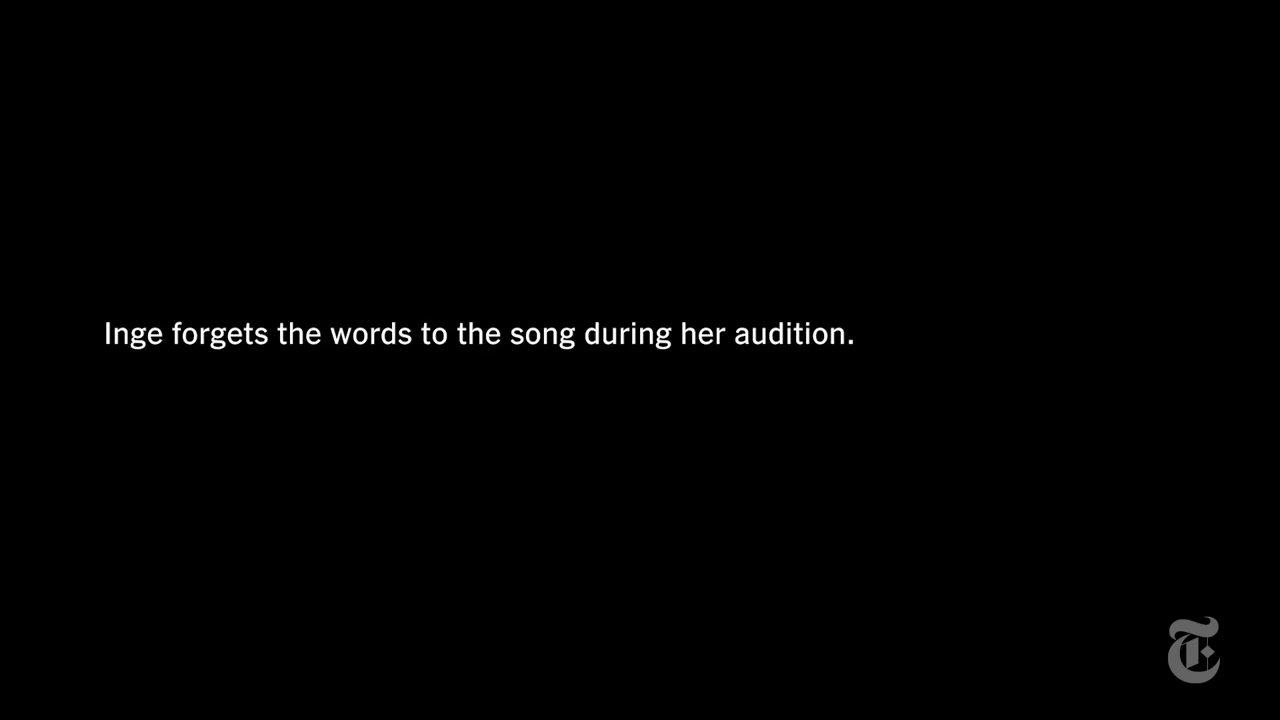 Inge forgets the words to the song during her audition.